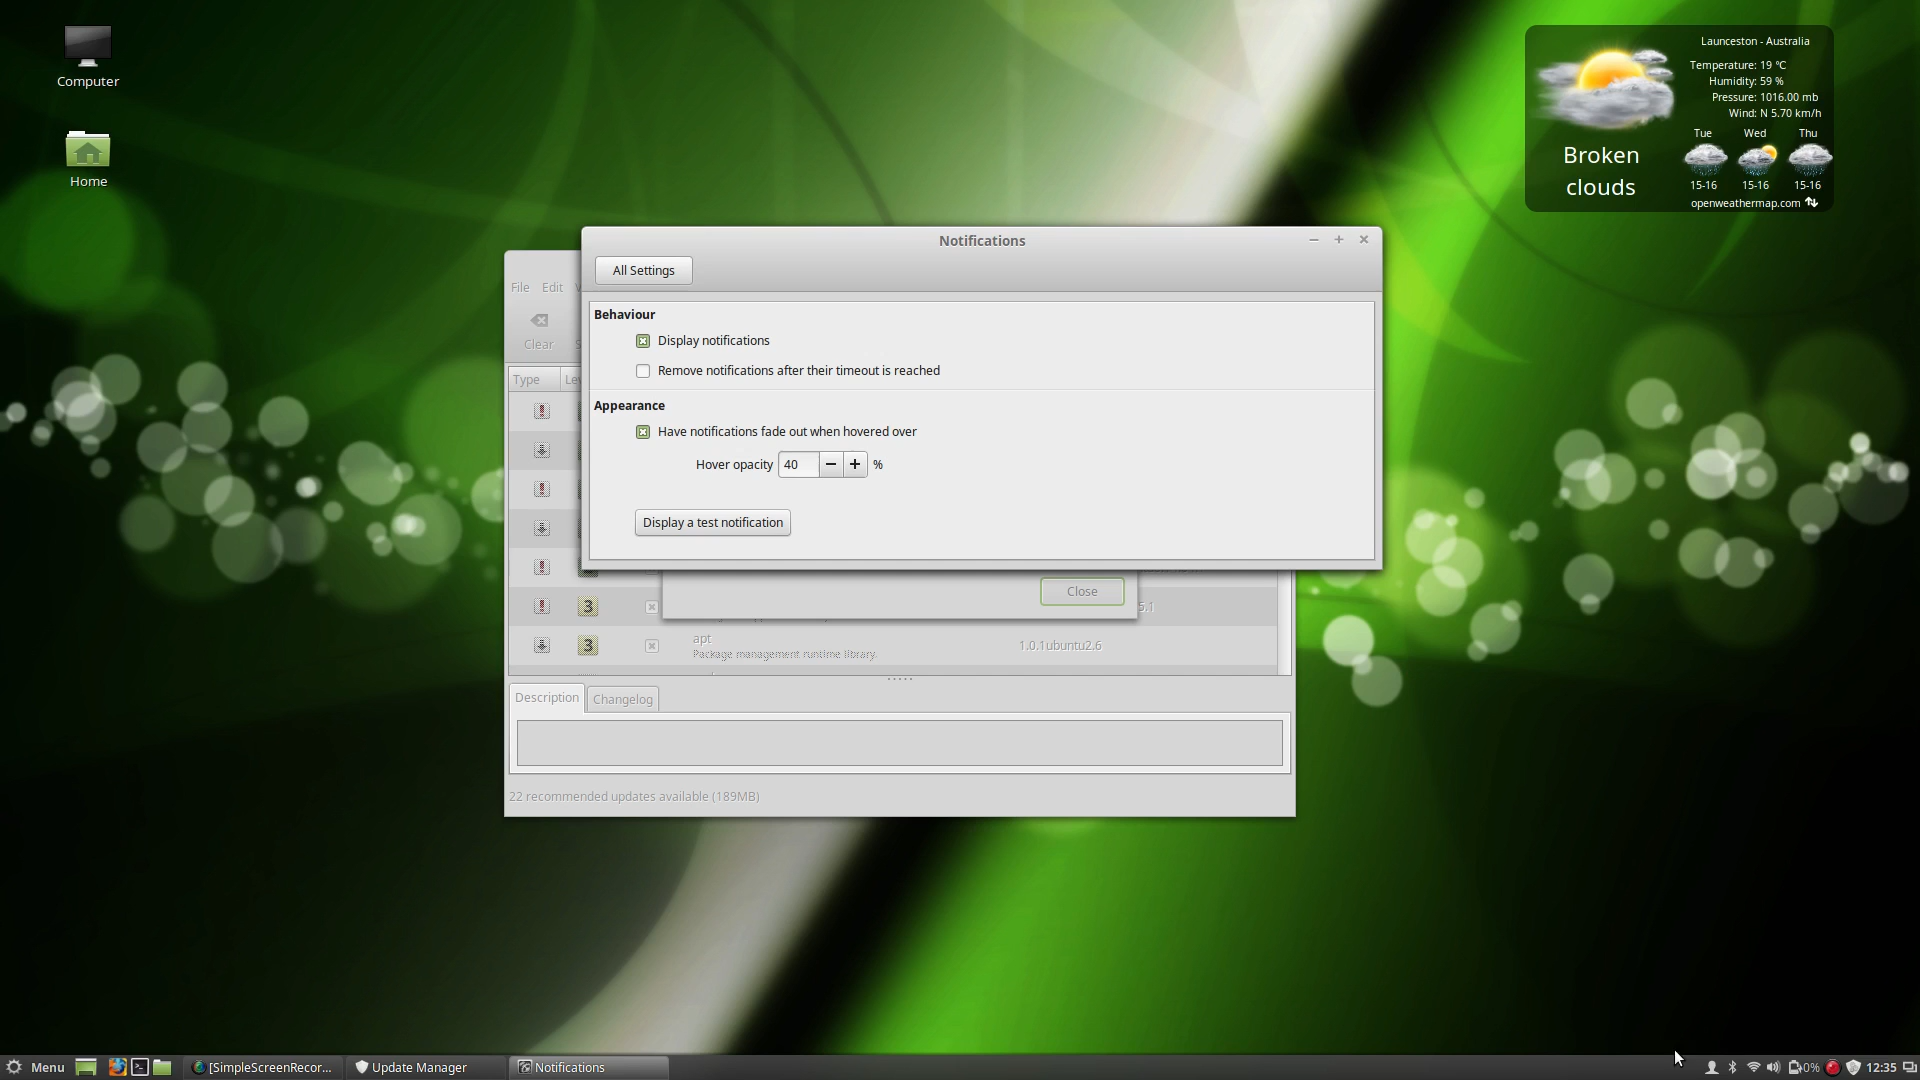 Computer
Home
Launceston - Australia
Temperature: 19 °C
Humidity: 59 %
Pressure: 1016.00 mb
Wind: N 5.70 km/h
Broken
clouds
Tue Wed Thu
15-16 15-16 15-16
openweathermap.com
Notifications
All Settings
Behaviour
Display notifications
Remove notifications after their timeout is reached
Appearance
Have notifications fade out when hovered over
Hover opacity 40 %
Display a test notification
File Edit
Clear
Type
Close
3
5.1
3
apt
Package management runtime library.
1.0.1ubuntu2.6
Description Changelog
22 recommended updates available (189MB)
Menu
[SimpleScreenRecor...
Update Manager
Notifications
0%
12:35